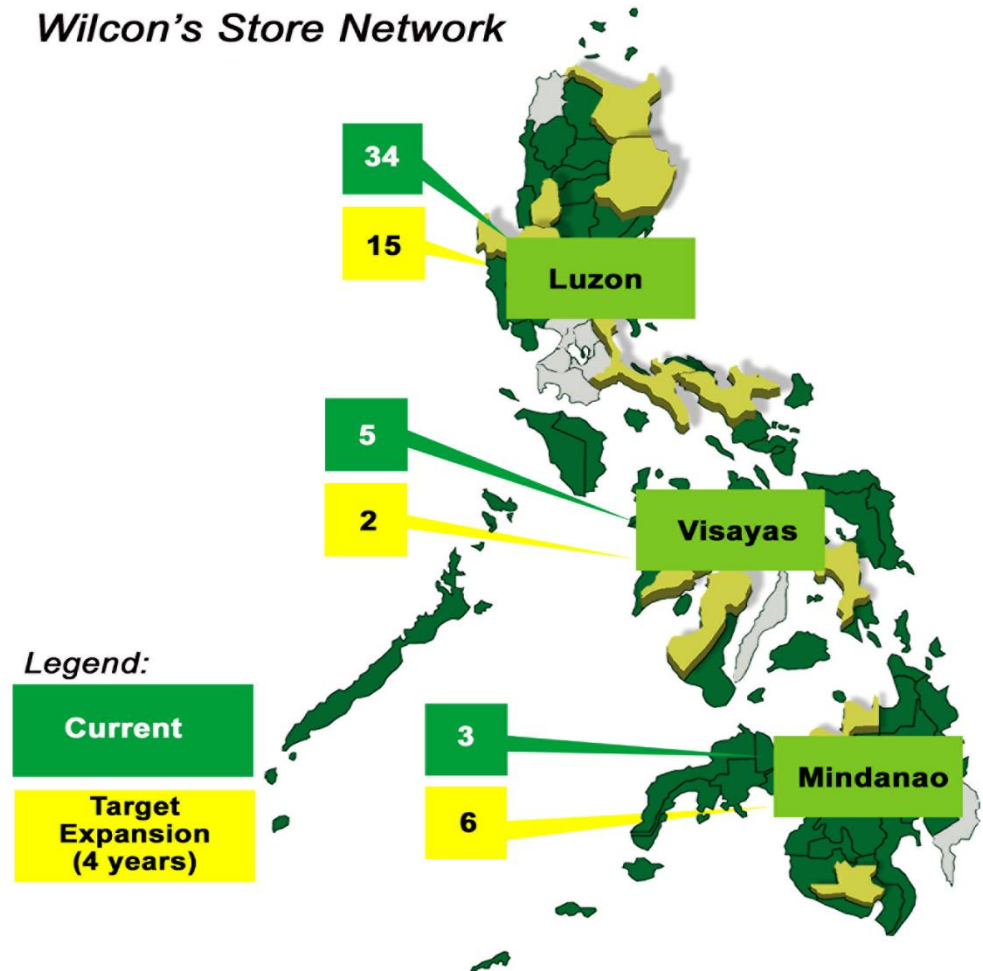 Wilcon's Store Network
34
15
Luzon
5
2
Visayas
Legend:
Current
Target
Expansion
(4 years)
3
6
Mindanao